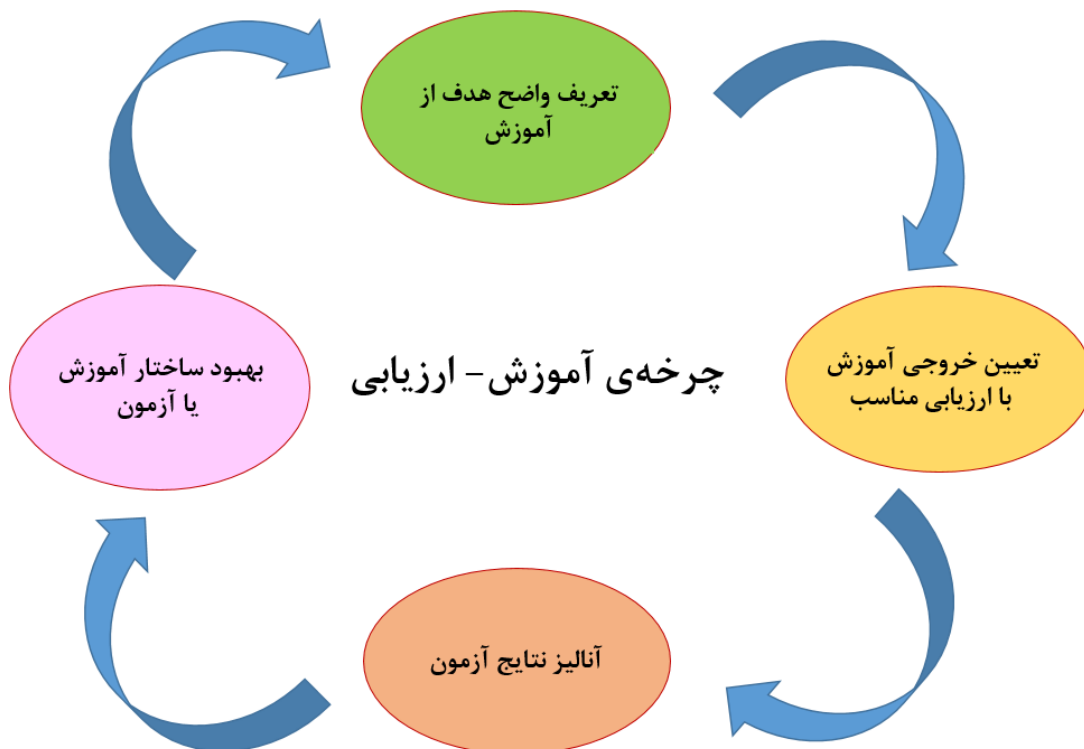 تعریف واضح هدف از
آموزش
تعیین خروجی آموزش
با ارزیابی مناسب
چرخه‌ی آموزش- ارزیابی
بهبود ساختار آموزش
یا آزمون
آنالیز نتایج آزمون